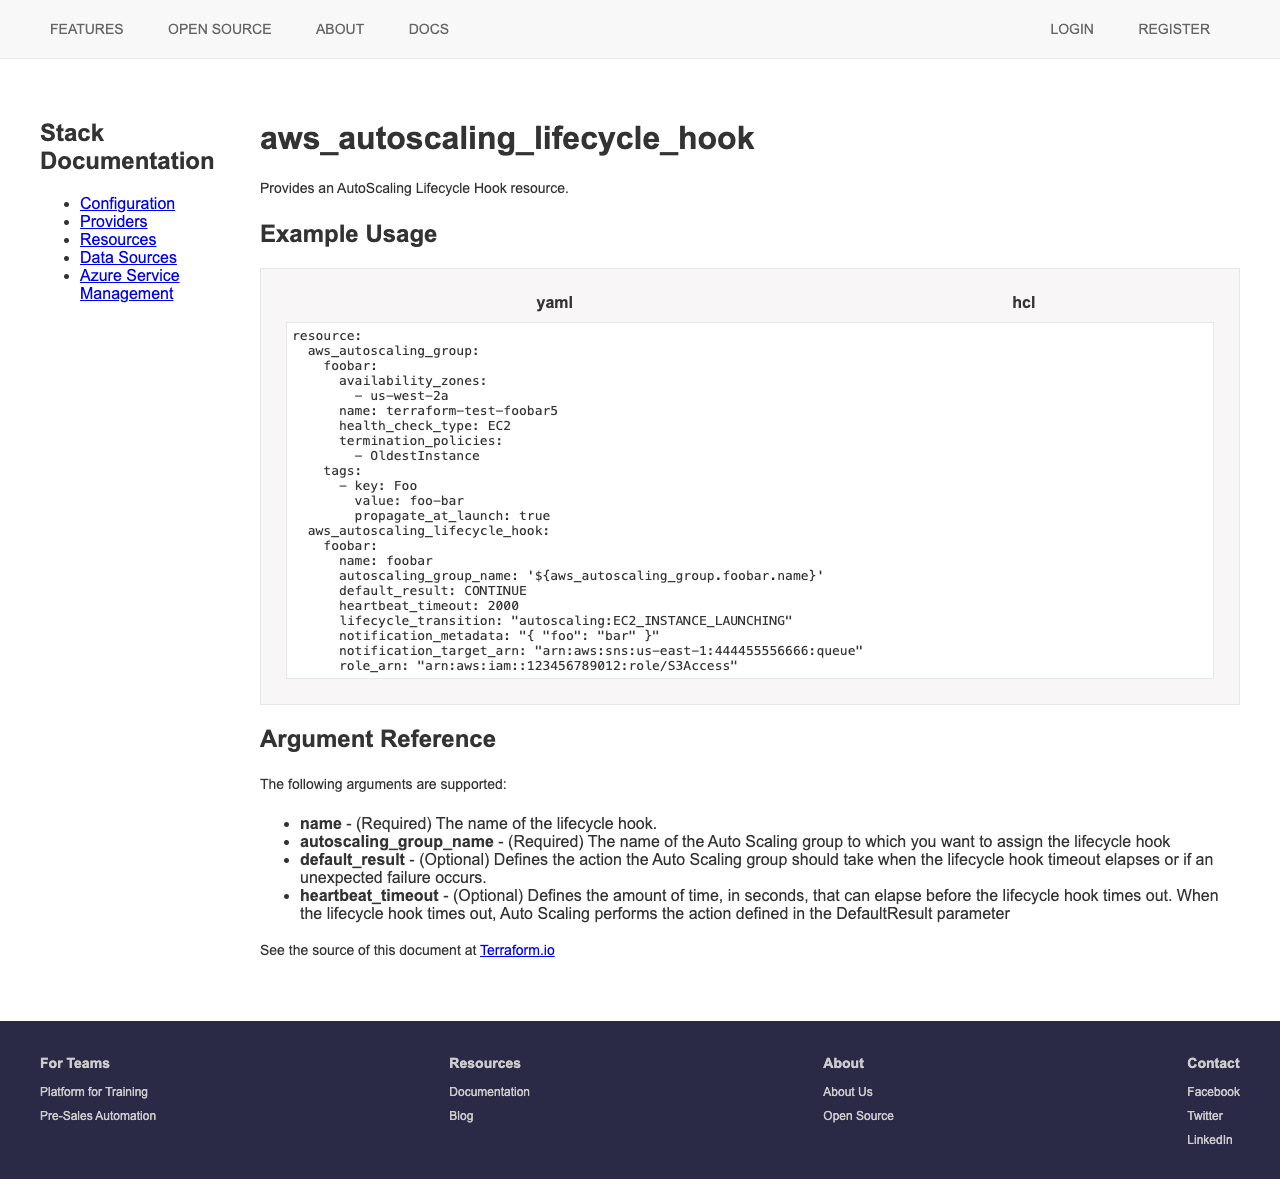 FEATURES OPEN SOURCE ABOUT DOCS LOGIN REGISTER
Stack
Documentation
Configuration
Providers
Resources
Data Sources
Azure Service
Management
aws_autoscaling_lifecycle_hook
Provides an AutoScaling Lifecycle Hook resource.
Example Usage
yaml hcl
resource:
  aws_autoscaling_group:
    foobar:
      availability_zones:
        - us-west-2a
      name: terraform-test-foobar5
      health_check_type: EC2
      termination_policies:
        - OldestInstance
    tags:
      - key: Foo
        value: foo-bar
        propagate_at_launch: true
  aws_autoscaling_lifecycle_hook:
    foobar:
      name: foobar
      autoscaling_group_name: '${aws_autoscaling_group.foobar.name}'
      default_result: CONTINUE
      heartbeat_timeout: 2000
      lifecycle_transition: "autoscaling:EC2_INSTANCE_LAUNCHING"
      notification_metadata: "{ "foo": "bar" }"
      notification_target_arn: "arn:aws:sns:us-east-1:444455556666:queue"
      role_arn: "arn:aws:iam::123456789012:role/S3Access"
Argument Reference
The following arguments are supported:
name - (Required) The name of the lifecycle hook.
autoscaling_group_name - (Required) The name of the Auto Scaling group to which you want to assign the lifecycle hook
default_result - (Optional) Defines the action the Auto Scaling group should take when the lifecycle hook timeout elapses or if an
unexpected failure occurs.
heartbeat_timeout - (Optional) Defines the amount of time, in seconds, that can elapse before the lifecycle hook times out. When
the lifecycle hook times out, Auto Scaling performs the action defined in the DefaultResult parameter
See the source of this document at Terraform.io
For Teams
Platform for Training
Pre-Sales Automation
Resources
Documentation
Blog
About
About Us
Open Source
Contact
Facebook
Twitter
LinkedIn